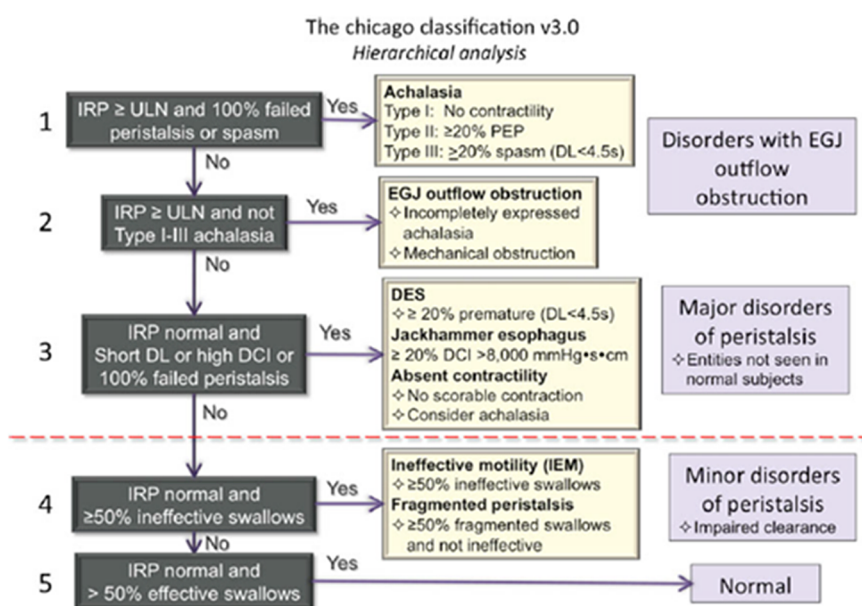 The chicago classification v3.0
Hierarchical analysis
1
IRP ≥ ULN and 100% failed
peristalsis or spasm
Yes
Achalasia
Type I: No contractility
Type II: ≥20% PEP
Type III: ≥20% spasm (DL<4.5s)
Disorders with EGJ
outflow
obstruction
No
2
IRP ≥ ULN and not
Type I-III achalasia
Yes
EGJ outflow obstruction
✧Incompletely expressed
achalasia
✧Mechanical obstruction
No
3
IRP normal and
Short DL or high DCI or
100% failed peristalsis
Yes
DES
✧≥ 20% premature (DL<4.5s)
Jackhammer esophagus
≥ 20% DCI >8,000 mmHg•s•cm
Absent contractility
✧No scorable contraction
✧Consider achalasia
Major disorders
of peristalsis
✧Entities not seen in
normal subjects
No
4
IRP normal and
≥50% ineffective swallows
Yes
Ineffective motility (IEM)
✧≥50% ineffective swallows
Fragmented peristalsis
✧≥50% fragmented swallows
and not ineffective
Minor disorders
of peristalsis
✧Impaired clearance
No
5
IRP normal and
> 50% effective swallows
Yes
Normal